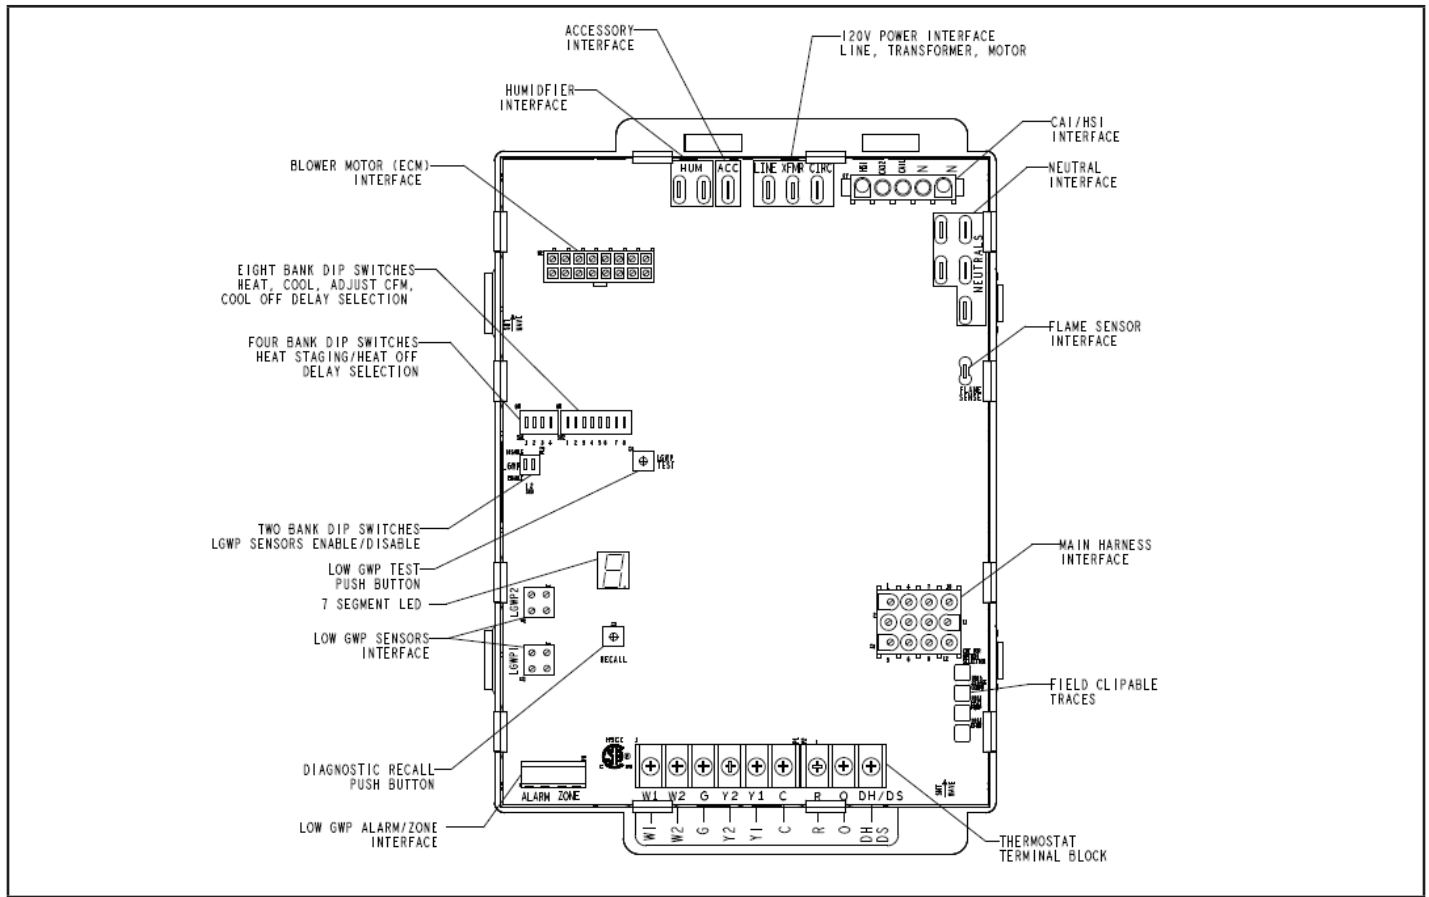 ACCESSORY
INTERFACE
120V POWER INTERFACE
LINE, TRANSFORMER, MOTOR
HUMIDFIER
INTERFACE
CAI/HSI
INTERFACE
BLOWER MOTOR (ECM)
INTERFACE
NEUTRAL
INTERFACE
HUM
ACC
LINE XFMR CIRC
HSI
N
N
NEUTRALS
EIGHT BANK DIP SWITCHES
HEAT, COOL, ADJUST CFM,
COOL OFF DELAY SELECTION
FLAME SENSOR
INTERFACE
FLAME
SENSE
FOUR BANK DIP SWITCHES
HEAT STAGING/HEAT OFF
DELAY SELECTION
1 2 3 4
1 2 3 4 5 6 7 8
LGWP
LGWP
TEST
TWO BANK DIP SWITCHES
LGWP SENSORS ENABLE/DISABLE
LOW GWP TEST
PUSH BUTTON
MAIN HARNESS
INTERFACE
7 SEGMENT LED
LGWP2
LOW GWP SENSORS
INTERFACE
LGWP1
RECALL
FIELD CLIPABLE
TRACES
DIAGNOSTIC RECALL
PUSH BUTTON
ALARM ZONE
W1 W2 G Y2 Y1 C R O DH/DS
W1 W2 G Y2 Y1 C R O DH
DS
LOW GWP ALARM/ZONE
INTERFACE
THERMOSTAT
TERMINAL BLOCK